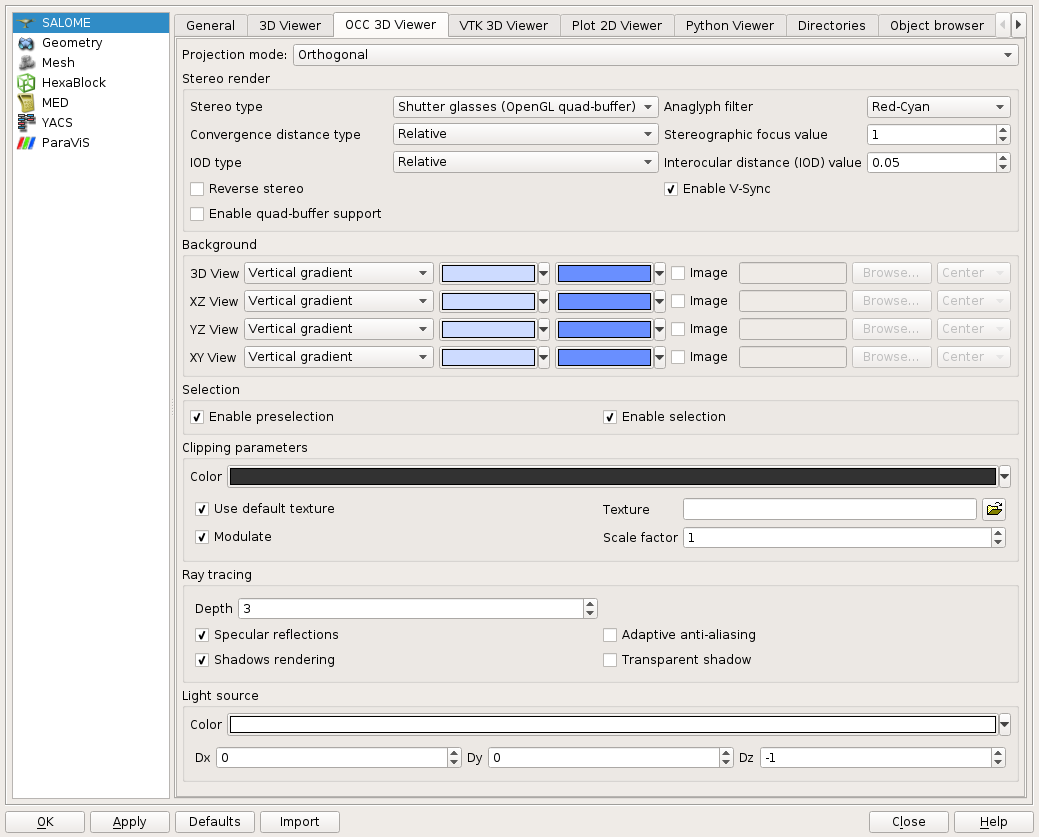 SALOME
Geometry
Mesh
HexaBlock
MED
YACS
ParaViS
General 3D Viewer OCC 3D Viewer VTK 3D Viewer Plot 2D Viewer Python Viewer Directories Object browser
Projection mode: Orthogonal
Stereo render
Stereo type Shutter glasses (OpenGL quad-buffer) Anaglyph filter Red-Cyan
Convergence distance type Relative Stereographic focus value 1
IOD type Relative Interocular distance (IOD) value 0.05
Reverse stereo Enable V-Sync
Enable quad-buffer support
Background
3D View Vertical gradient Image Browse... Center
XZ View Vertical gradient Image Browse... Center
YZ View Vertical gradient Image Browse... Center
XY View Vertical gradient Image Browse... Center
Selection
Enable preselection Enable selection
Clipping parameters
Color
Use default texture Texture
Modulate Scale factor 1
Ray tracing
Depth 3
Specular reflections Adaptive anti-aliasing
Shadows rendering Transparent shadow
Light source
Color
Dx 0 Dy 0 Dz -1
OK Apply Defaults Import Close Help